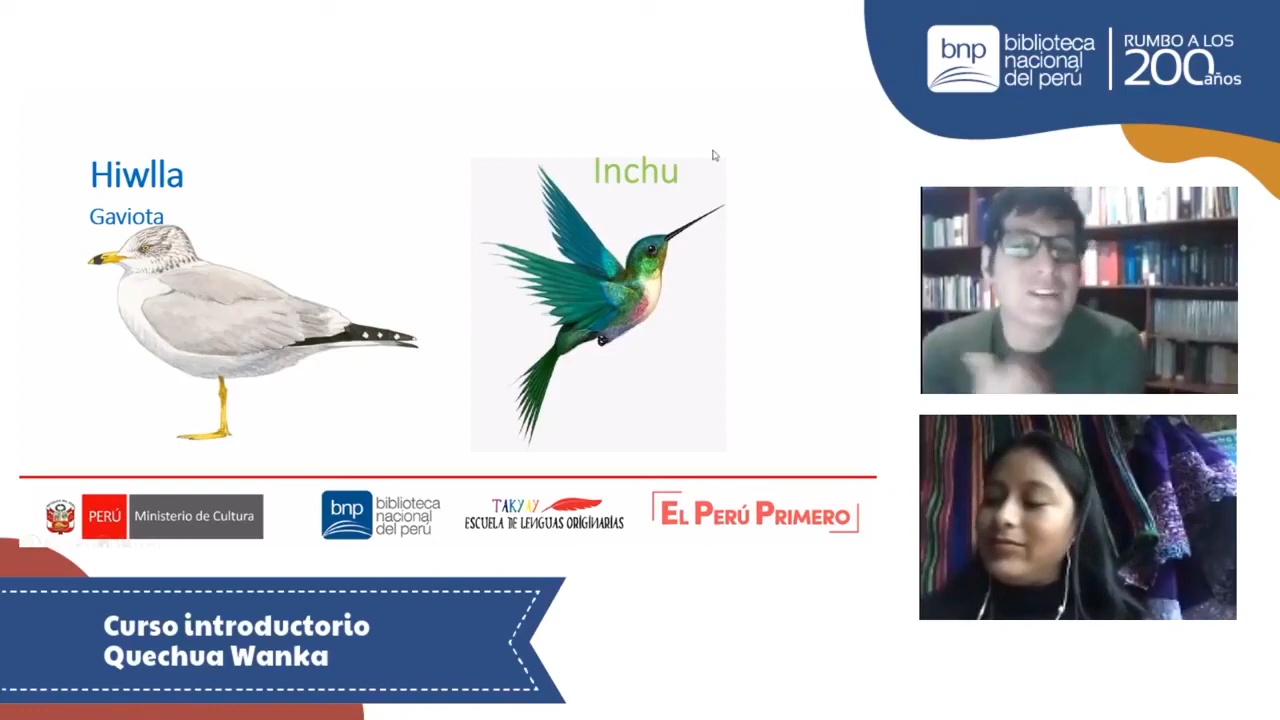 bnp
biblioteca
nacional
del perú
RUMBO A LOS
200 años
Hiwlla
Gaviota
Inchu
PERÚ
Ministerio de Cultura
bnp
biblioteca
nacional
del perú
TAKYAY
ESCUELA DE LENGUAS ORIGINARIAS
EL PERÚ PRIMERO
Curso introductorio
Quechua Wanka